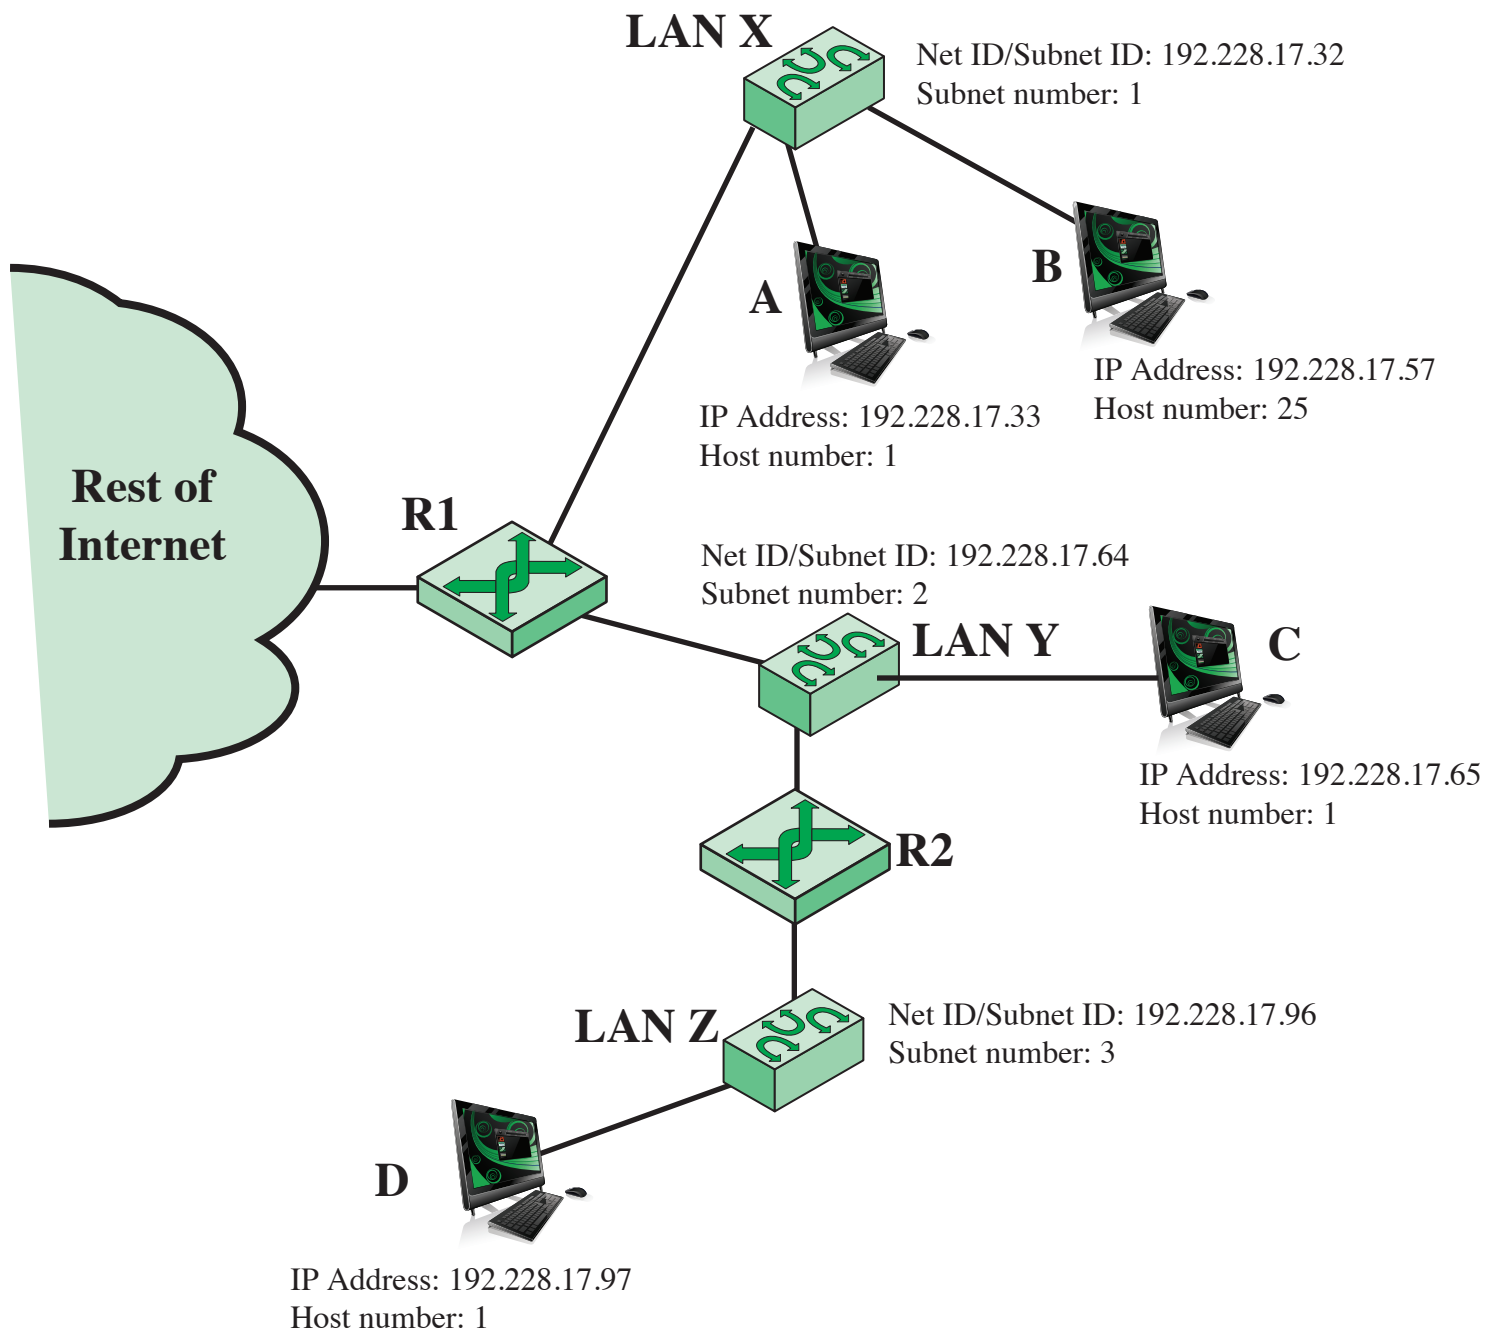 LAN X
Net ID/Subnet ID: 192.228.17.32
Subnet number: 1
B
A
IP Address: 192.228.17.57
Host number: 25
IP Address: 192.228.17.33
Host number: 1
Rest of
Internet
R1
Net ID/Subnet ID: 192.228.17.64
Subnet number: 2
LAN Y
C
IP Address: 192.228.17.65
Host number: 1
R2
LAN Z
Net ID/Subnet ID: 192.228.17.96
Subnet number: 3
D
IP Address: 192.228.17.97
Host number: 1